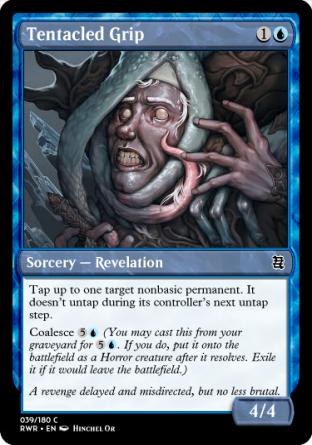 Tentacled Grip 1
Sorcery — Revelation
Tap up to one target nonbasic permanent. It
doesn't untap during its controller's next untap
step.
Coalesce 5 (You may cast this from your
graveyard for 5 . If you do, put it onto the
battlefield as a Horror creature after it resolves. Exile
it if it would leave the battlefield.)
A revenge delayed and misdirected, but no less brutal.
4/4
039/180 C
RWR • EN HINCHEL OR